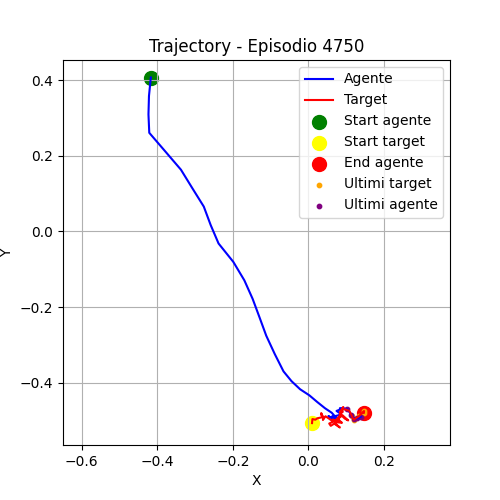 Trajectory - Episodio 4750
Agente
Target
Start agente
Start target
End agente
Ultimi target
Ultimi agente
0.4
0.2
0.0
−0.2
−0.4
Y
−0.6
−0.4
−0.2
0.0
0.2
X